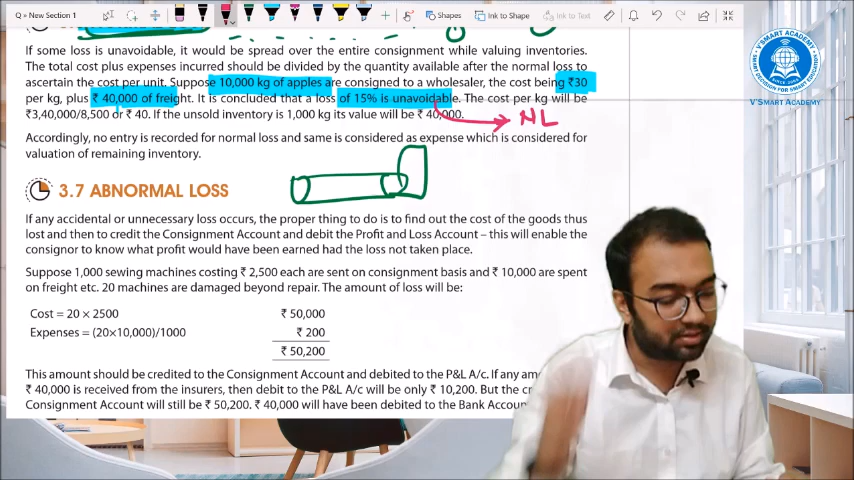 Q » New Section 1
Shapes
Ink to Shape
Ink to Text
If some loss is unavoidable, it would be spread over the entire consignment while valuing inventories.
The total cost plus expenses incurred should be divided by the quantity available after the normal loss to
ascertain the cost per unit. Suppose 10,000 kg of apples are consigned to a wholesaler, the cost being ₹30
per kg, plus ₹ 40,000 of freight. It is concluded that a loss of 15% is unavoidable. The cost per kg will be
₹3,40,000/8,500 or ₹ 40. If the unsold inventory is 1,000 kg its value will be ₹ 40,000.
NL
Accordingly, no entry is recorded for normal loss and same is considered as expense which is considered for
valuation of remaining inventory.
3.7 ABNORMAL LOSS
If any accidental or unnecessary loss occurs, the proper thing to do is to find out the cost of the goods thus
lost and then to credit the Consignment Account and debit the Profit and Loss Account – this will enable the
consignor to know what profit would have been earned had the loss not taken place.
Suppose 1,000 sewing machines costing ₹ 2,500 each are sent on consignment basis and ₹ 10,000 are spent
on freight etc. 20 machines are damaged beyond repair. The amount of loss will be:
Cost = 20 × 2500 ₹ 50,000
Expenses = (20×10,000)/1000 ₹ 200
₹ 50,200
This amount should be credited to the Consignment Account and debited to the P&L A/c. If any
₹ 40,000 is received from the insurers, then debit to the P&L A/c will be only ₹ 10,200. But the
Consignment Account will still be ₹ 50,200. ₹ 40,000 will have been debited to the Bank
V'SMART ACADEMY
V'Smart Academy